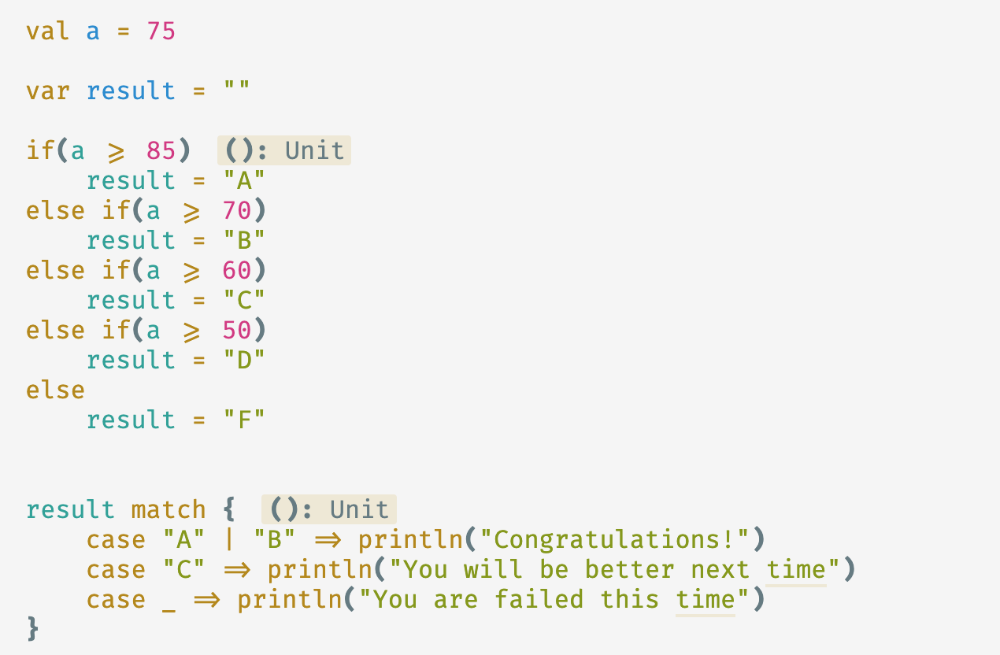 val a = 75
var result = ""
if(a >= 85) (): Unit
    result = "A"
else if(a >= 70)
    result = "B"
else if(a >= 60)
    result = "C"
else if(a >= 50)
    result = "D"
else
    result = "F"
result match { (): Unit
    case "A" | "B" => println("Congratulations!")
    case "C" => println("You will be better next time")
    case _ => println("You are failed this time")
}